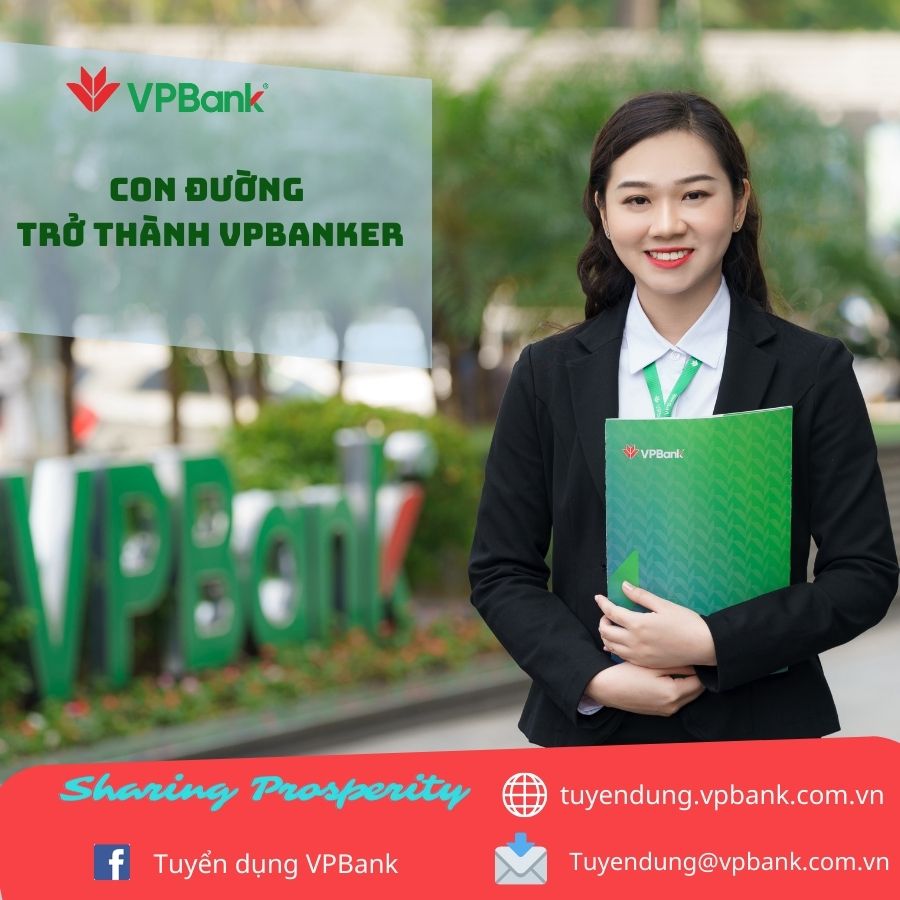 VPBank
CON ĐƯỜNG
TRỞ THÀNH VPBANKER
VPBank
VPBank
Sharing Prosperity
tuyendung.vpbank.com.vn
Tuyển dụng VPBank
Tuyendung@vpbank.com.vn